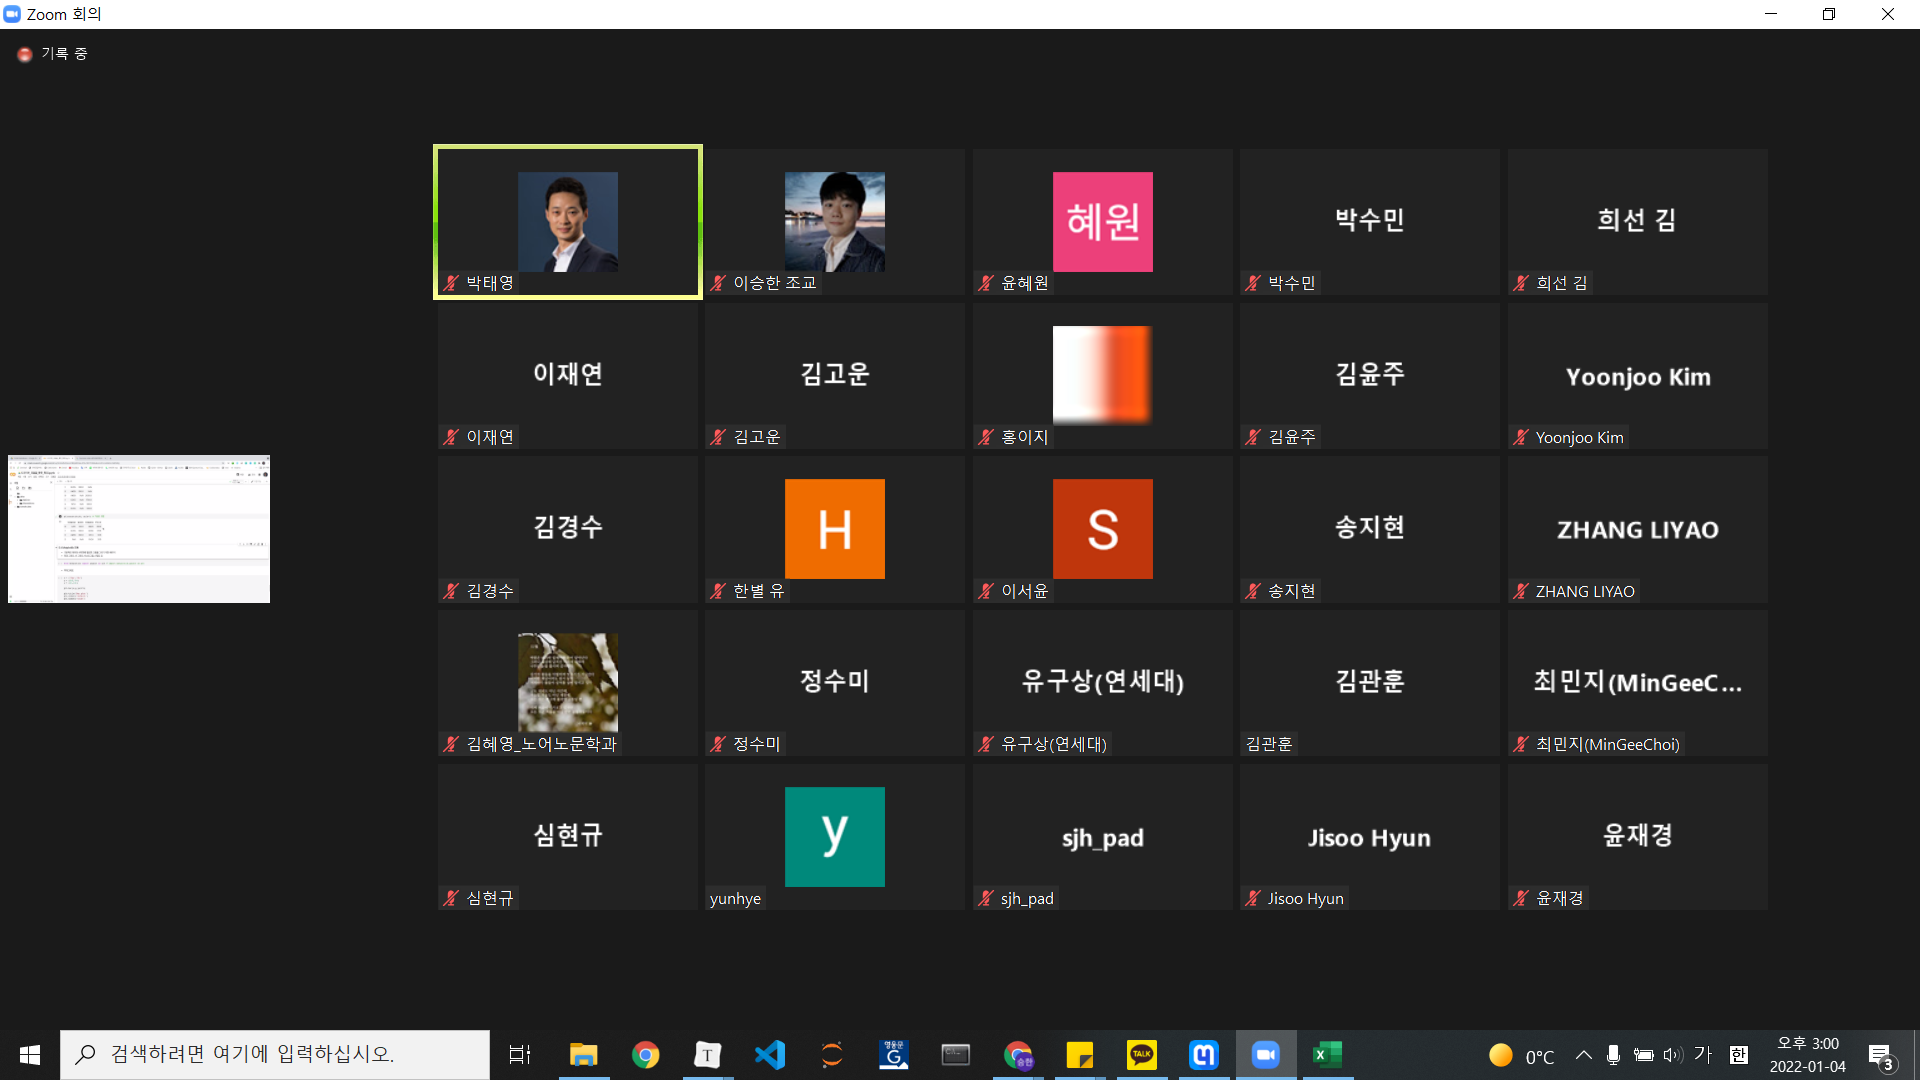 Zoom 회의
기록 중
혜원
박수민
희선 김
박태영
이승한 조교
윤혜원
박수민
희선 김
이재연
김고운
김윤주
Yoonjoo Kim
이재연
김고운
홍이지
김윤주
Yoonjoo Kim
김경수
H
S
송지현
ZHANG LIYAO
김경수
한별 유
이서윤
송지현
ZHANG LIYAO
정수미
유구상(연세대)
김관훈
최민지(MinGeeC...
김혜영_노어노문학과
정수미
유구상(연세대)
김관훈
최민지(MinGeeChoi)
심현규
y
sjh_pad
Jisoo Hyun
윤재경
심현규
yunhye
sjh_pad
Jisoo Hyun
윤재경
검색하려면 여기에 입력하십시오.
T
영웅문
G
승한
TALK
0°C
가
한
오후 3:00
2022-01-04
3